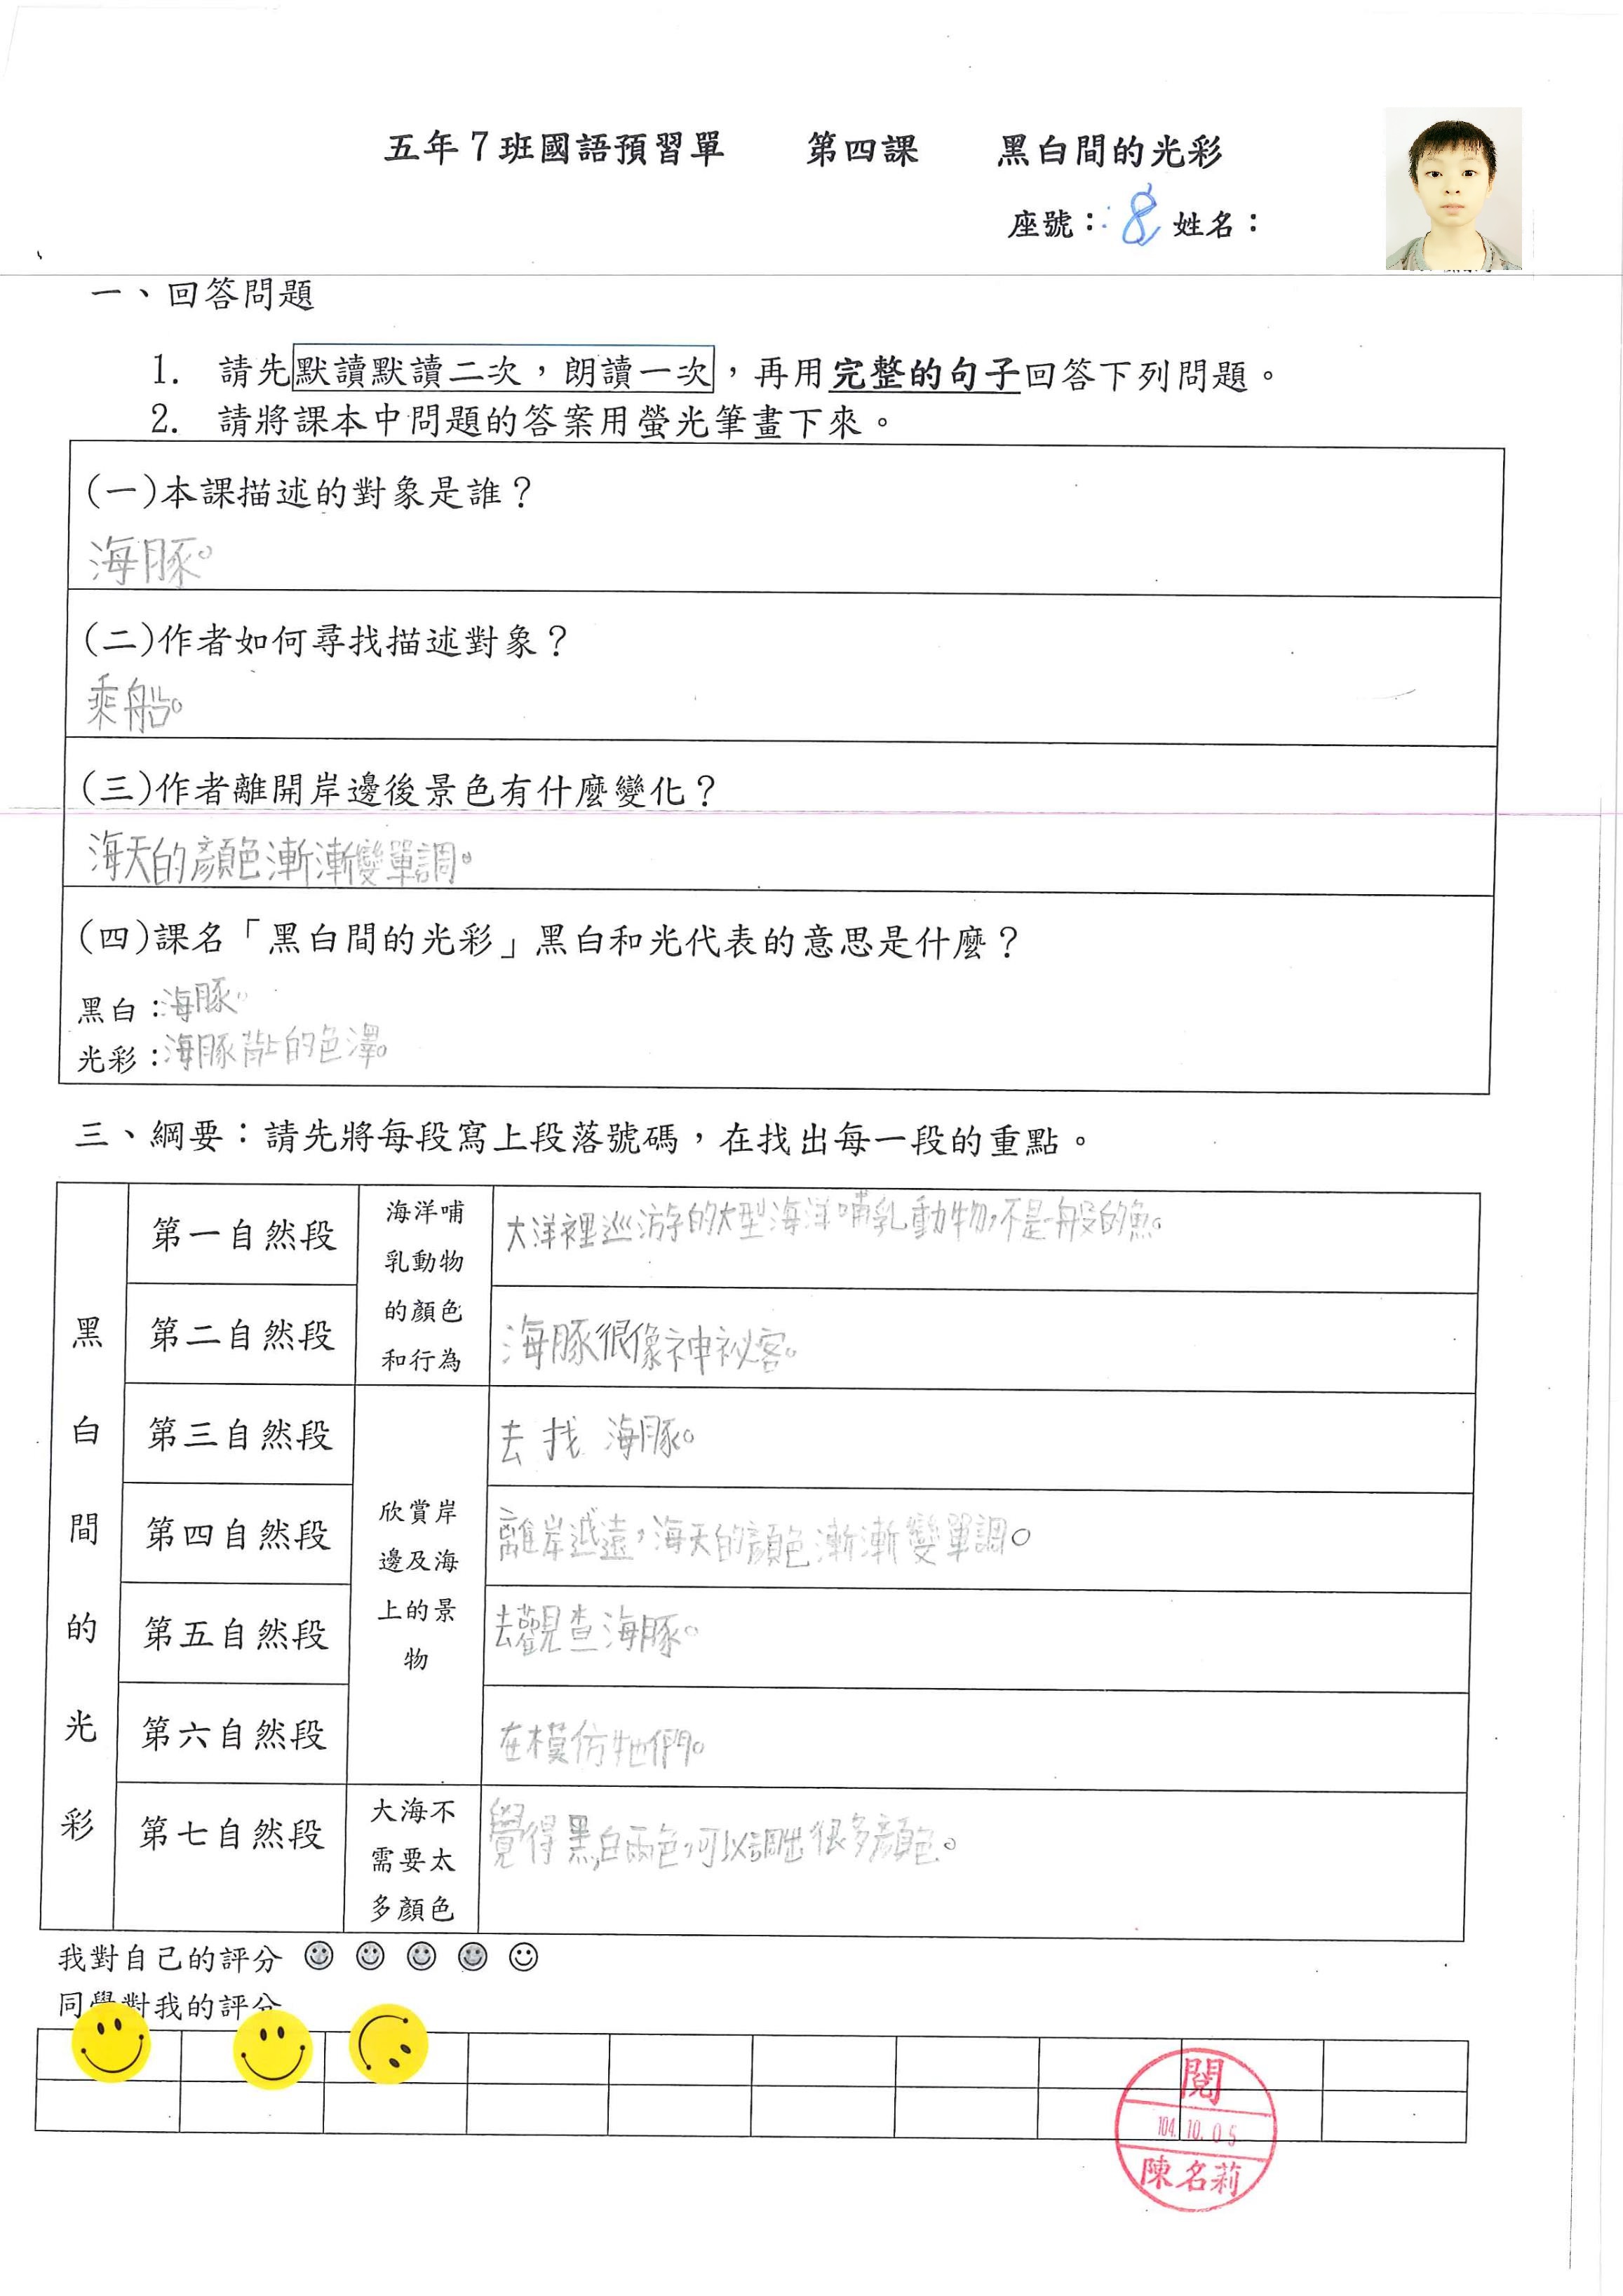 五年7班國語預習單 第四課 黑白間的光彩
座號：8 姓名：
一、回答問題
1. 請先默讀默讀二次，朗讀一次，再用完整的句子回答下列問題。
2. 請將課本中問題的答案用螢光筆畫下來。
(一)本課描述的對象是誰？
海豚。
(二)作者如何尋找描述對象？
乘船。
(三)作者離開岸邊後景色有什麼變化？
海天的顏色漸漸變單調。
(四)課名「黑白間的光彩」黑白和光代表的意思是什麼？
黑白：海豚。
光彩：海豚背上的色澤。
三、綱要：請先將每段寫上段落號碼，在找出每一段的重點。
黑白間的光彩
第一自然段
海洋哺乳動物的顏色和行為
大洋裡巡游的大型海洋哺乳動物，不是一般的魚。
第二自然段
海豚很像神祕客。
第三自然段
欣賞岸邊及海上的景物
去找海豚。
第四自然段
離岸越遠，海天的顏色漸漸變單調。
第五自然段
去觀查海豚。
第六自然段
在模仿牠們。
第七自然段
大海不需要太多顏色
覺得黑,白兩色，可以調出很多顏色。
我對自己的評分
同學對我的評分
閱
104.10.05
陳名莉